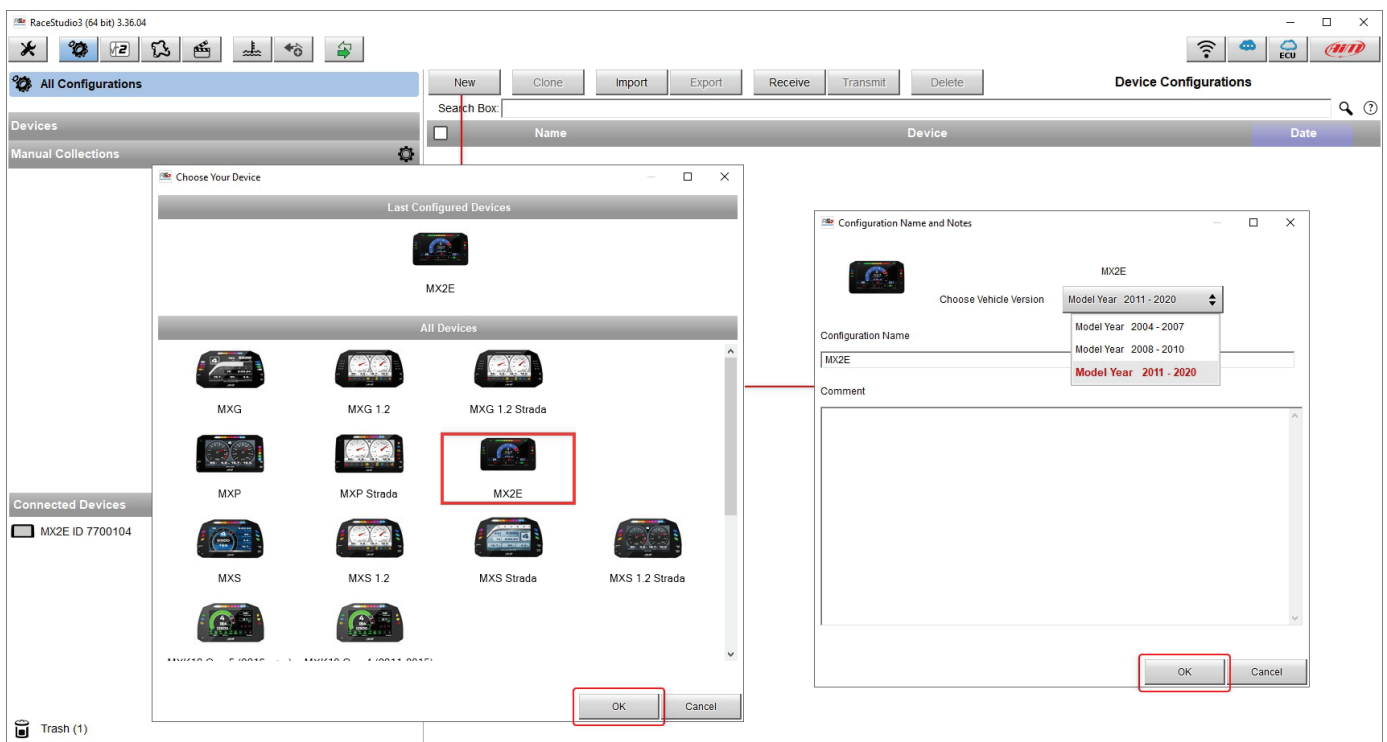 RaceStudio3 (64 bit) 3.36.04
ECU
All Configurations
New Clone Import Export Receive Transmit Delete Device Configurations
Search Box:
Devices
Name Device Date
Manual Collections
Choose Your Device
Last Configured Devices
MX2E
All Devices
MXG MXG 1.2 MXG 1.2 Strada
MXP MXP Strada MX2E
MXS MXS 1.2 MXS Strada MXS 1.2 Strada
OK Cancel
Configuration Name and Notes
MX2E
Choose Vehicle Version Model Year 2011 - 2020
Model Year 2004 - 2007
Model Year 2008 - 2010
Model Year 2011 - 2020
Configuration Name
MX2E
Comment
OK Cancel
Connected Devices
MX2E ID 7700104
Trash (1)